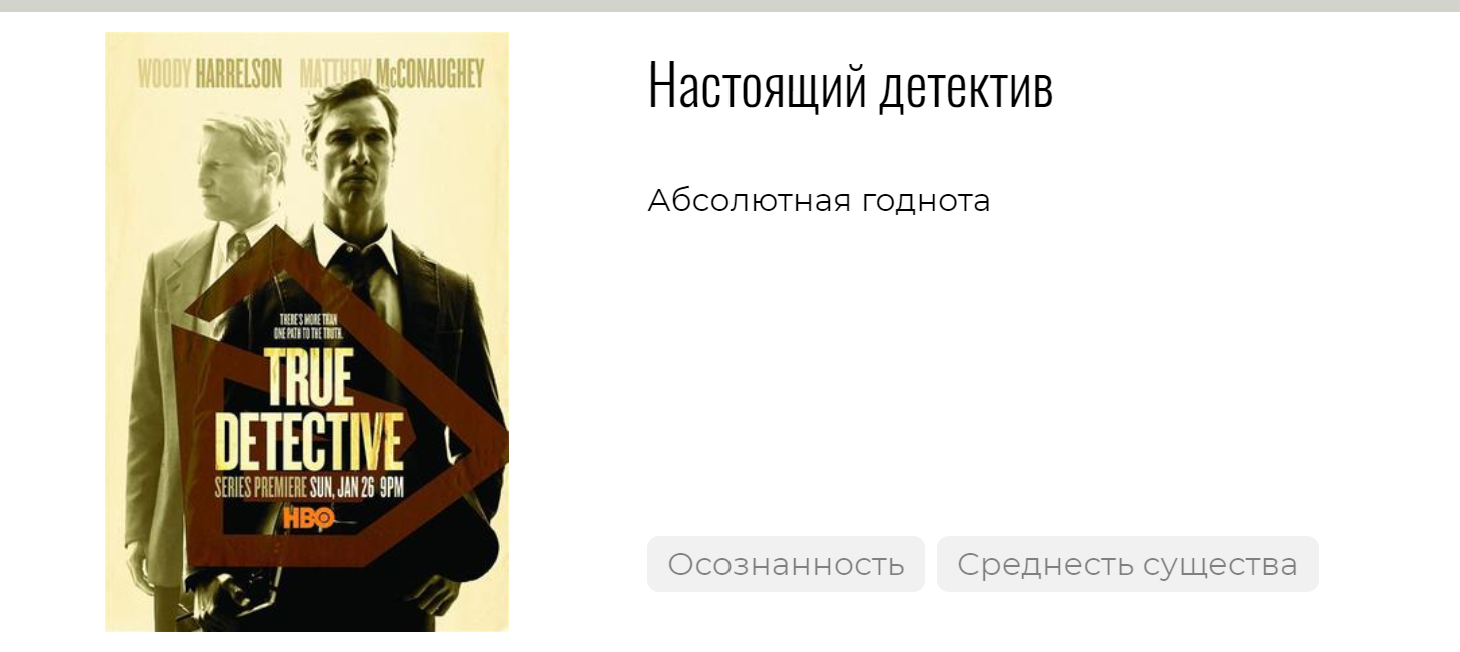 WOODY HARRELSON MATTHEW McCONAUGHEY
THERE'S MORE THAN
ONE PATH TO THE TRUTH.
TRUE
DETECTIVE
SERIES PREMIERE SUN, JAN 26 9PM
HBO
Настоящий детектив
Абсолютная годнота
Осознанность
Среднесть существа